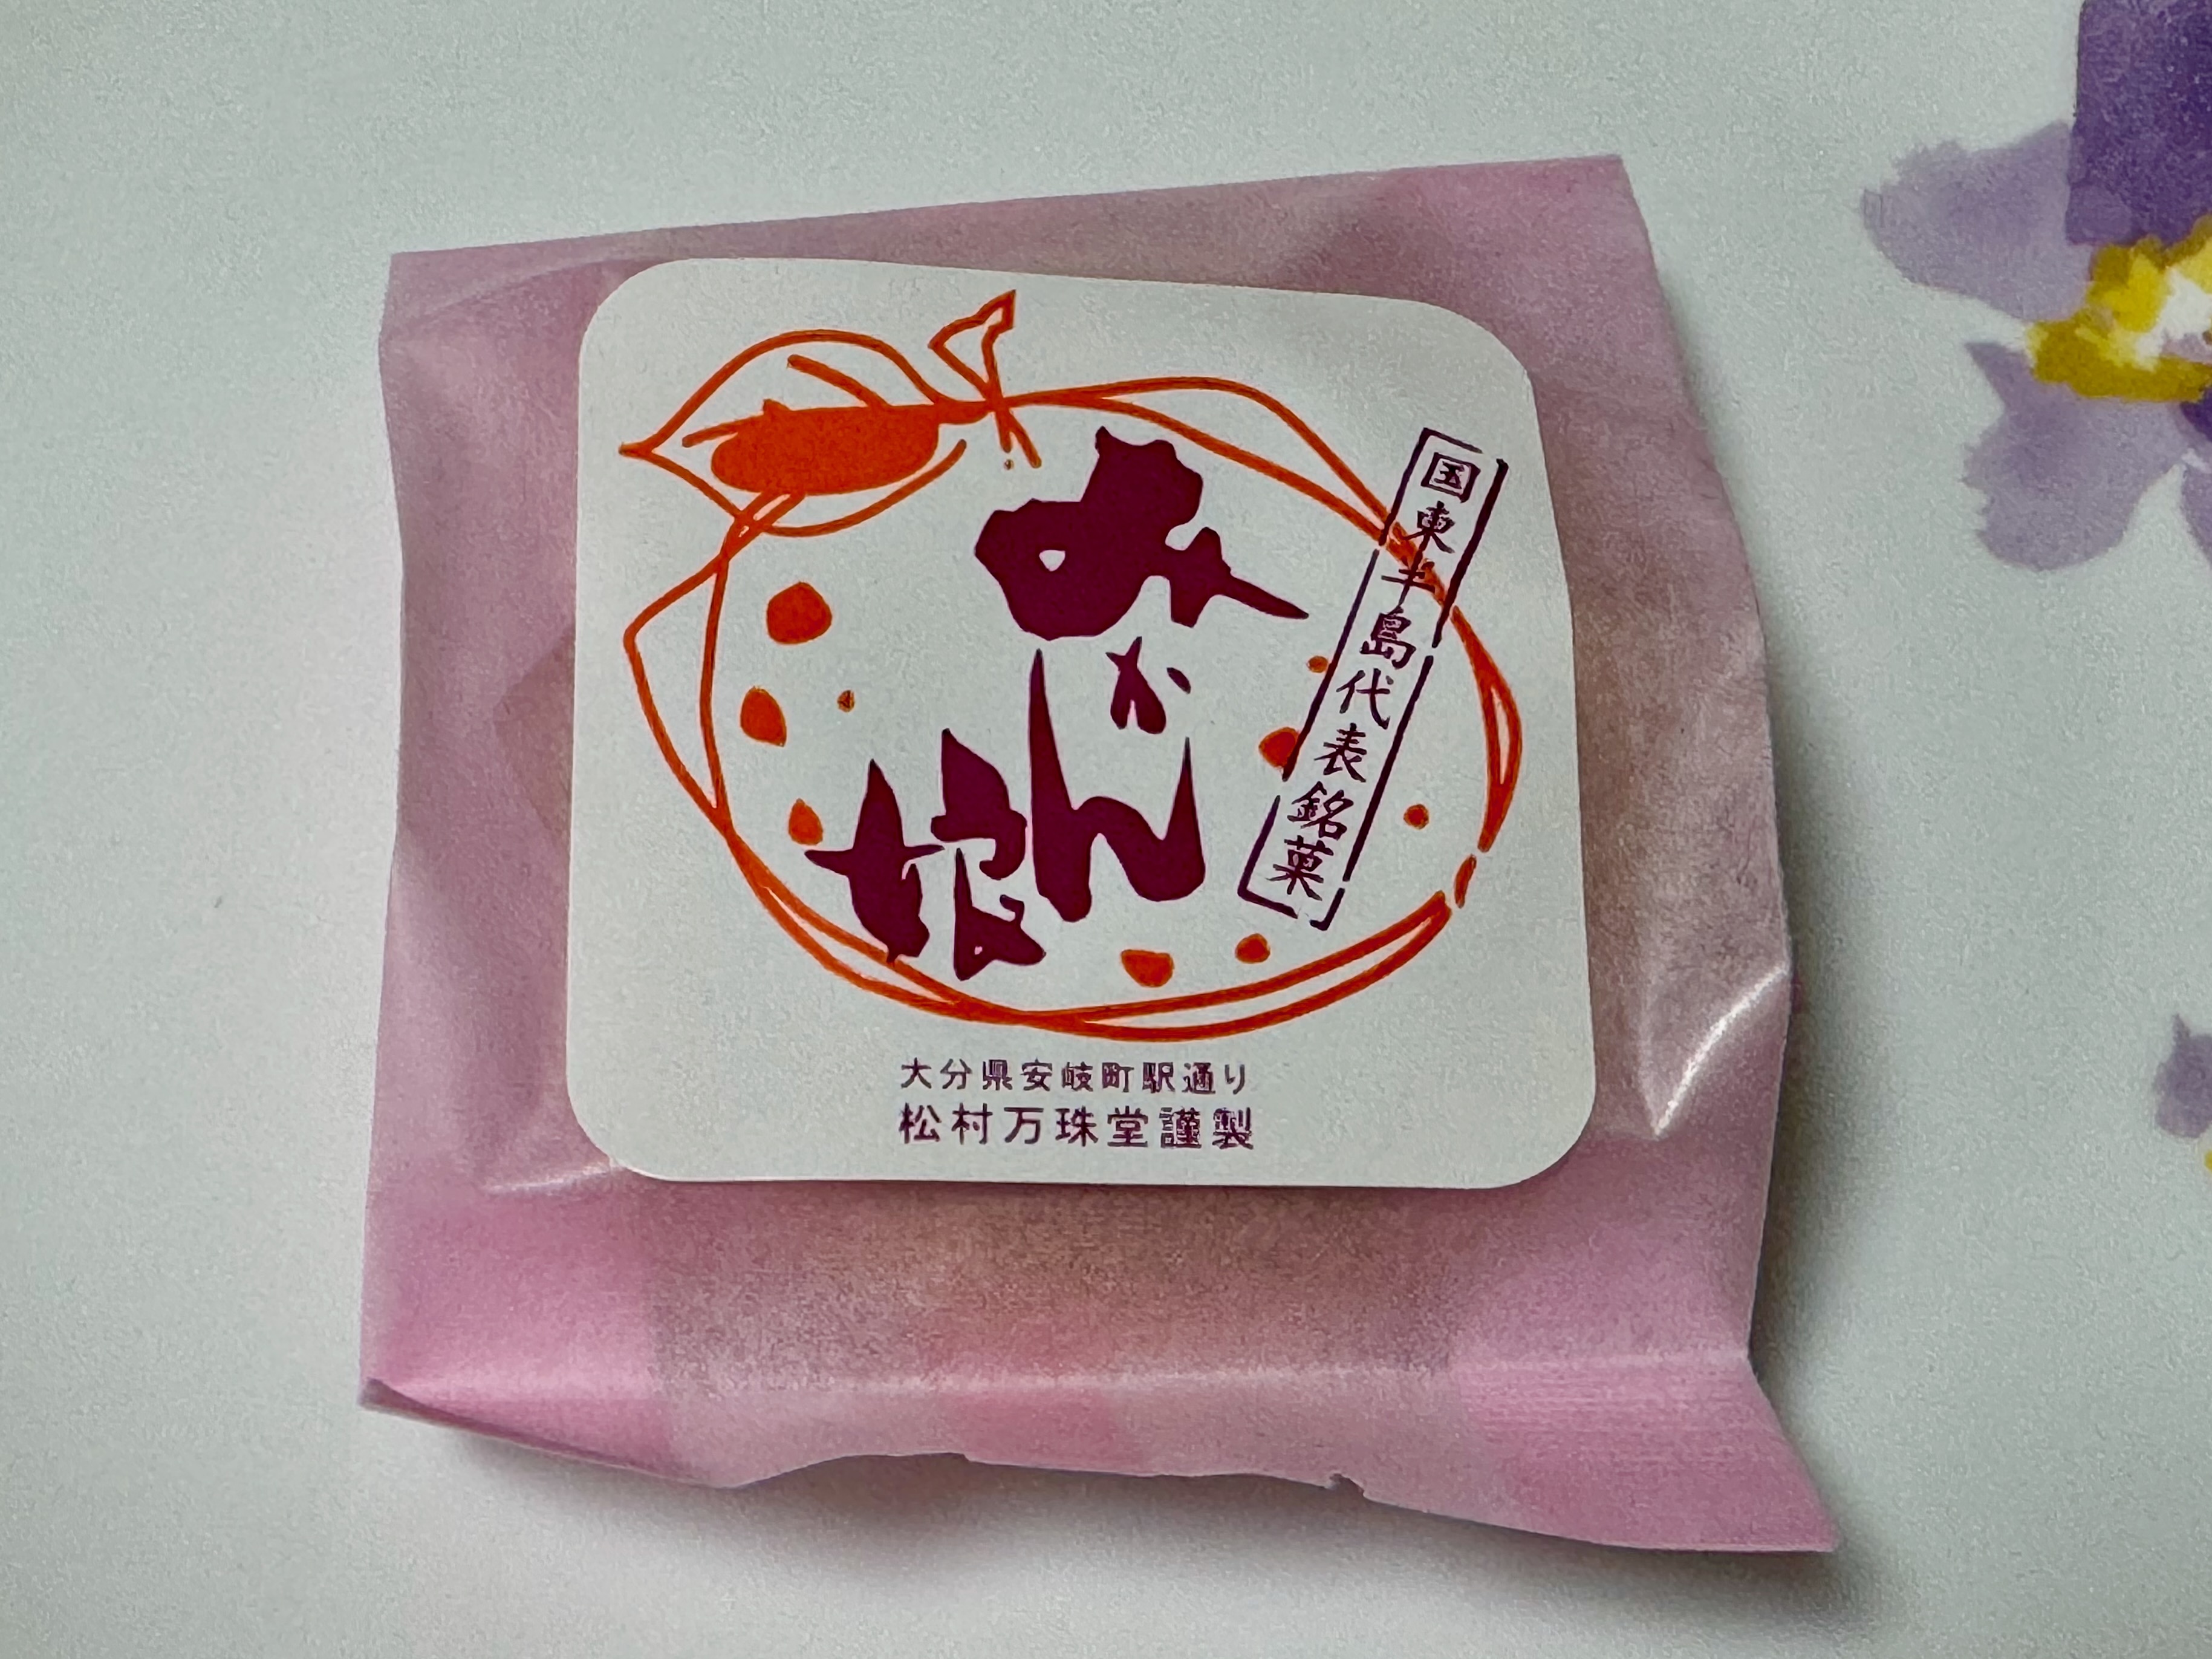 国東半島代表銘菓
みかん
娘
大分県安岐町駅通り
松村万珠堂謹製